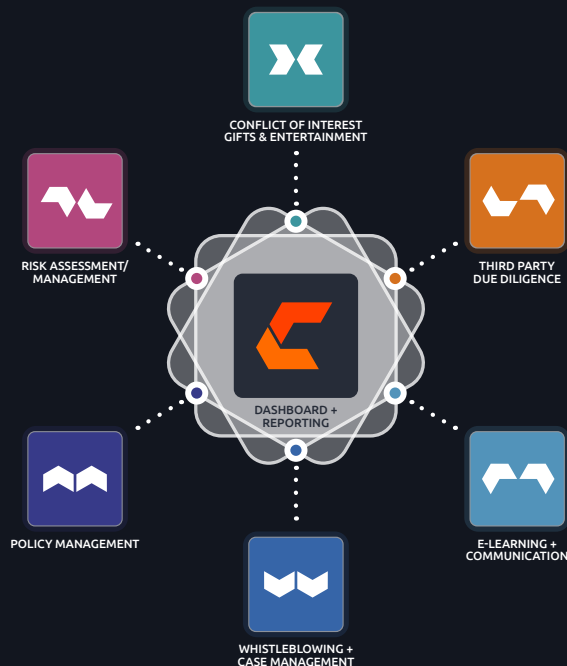 CONFLICT OF INTEREST
GIFTS & ENTERTAINMENT
RISK ASSESSMENT/
MANAGEMENT
THIRD PARTY
DUE DILIGENCE
DASHBOARD +
REPORTING
POLICY MANAGEMENT
E-LEARNING +
COMMUNICATION
WHISTLEBLOWING +
CASE MANAGEMENT